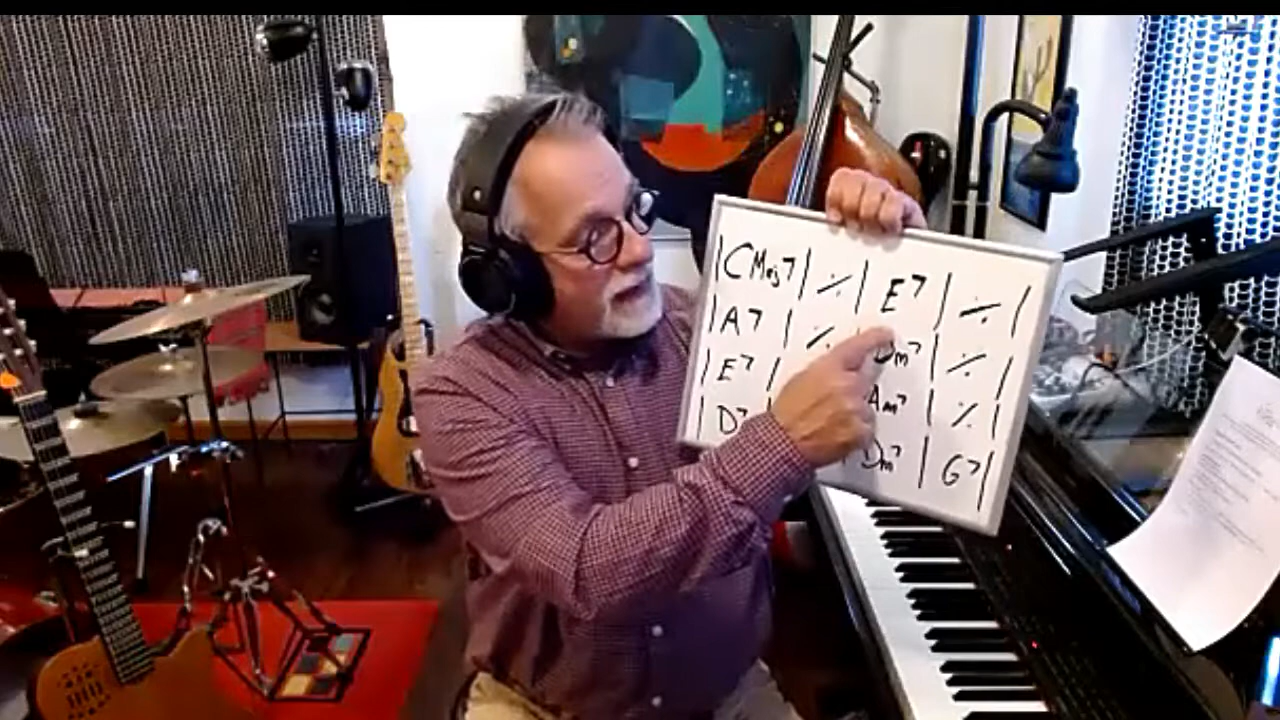 | CMaj7 | ٪ | E7 | ٪ |
| A7 | ٪ Dm7 | ٪ |
| E7 | Am7 | ٪ |
| D7 Dm7 | G7 |